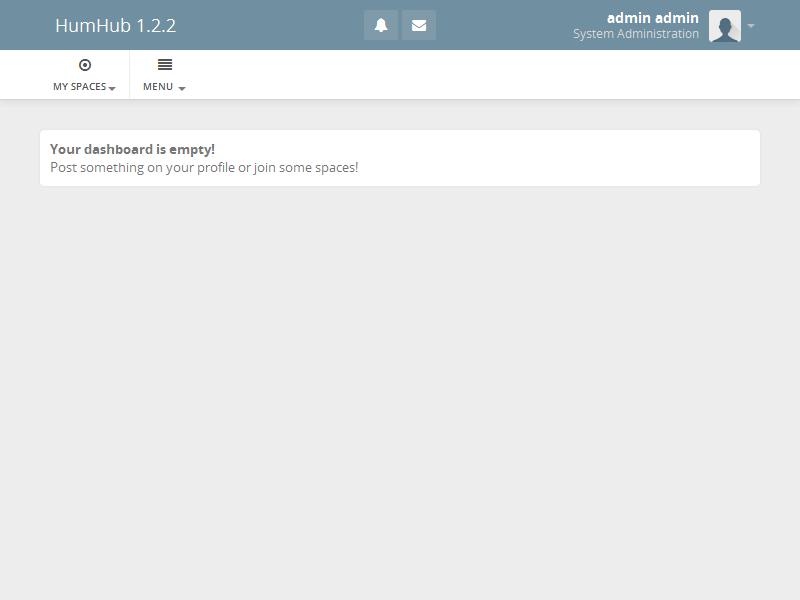 HumHub 1.2.2
admin admin
System Administration
MY SPACES
MENU
Your dashboard is empty!
Post something on your profile or join some spaces!